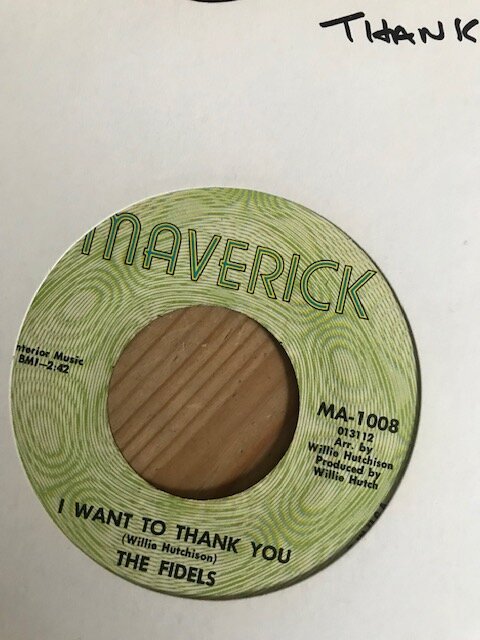 THANK
MAVERICK
nterior Music
BMI-2:42
MA-1008
013112
Arr. by
Willie Hutchison
Produced by
Willie Hutch
I WANT TO THANK YOU
(Willie Hutchison)
THE FIDELS